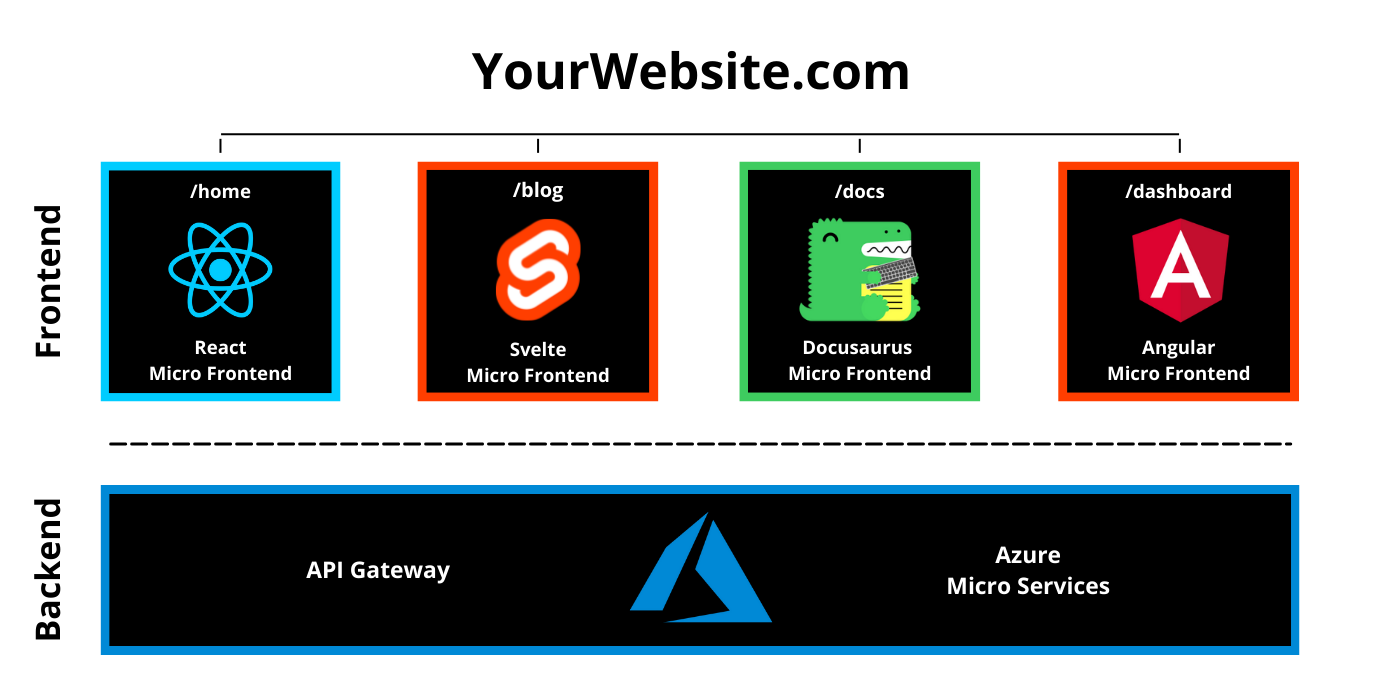 YourWebsite.com
Frontend
/home
React
Micro Frontend
/blog
Svelte
Micro Frontend
/docs
Docusaurus
Micro Frontend
/dashboard
Angular
Micro Frontend
Backend
API Gateway
Azure
Micro Services